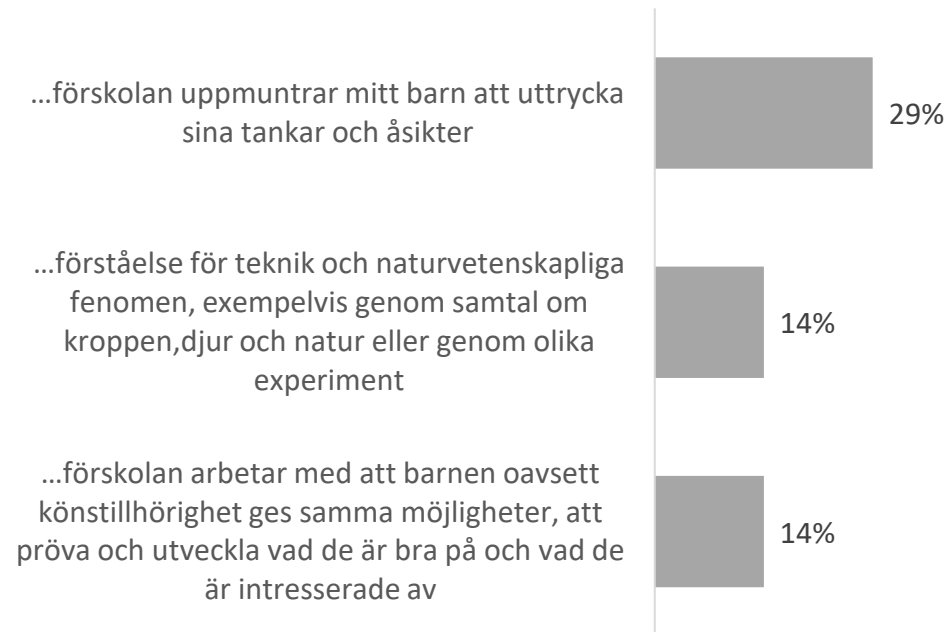 ...förskolan uppmuntrar mitt barn att uttrycka
sina tankar och åsikter
29%
...förståelse för teknik och naturvetenskapliga
fenomen, exempelvis genom samtal om
kroppen,djur och natur eller genom olika
experiment
14%
...förskolan arbetar med att barnen oavsett
könstillhörighet ges samma möjligheter, att
pröva och utveckla vad de är bra på och vad de
är intresserade av
14%